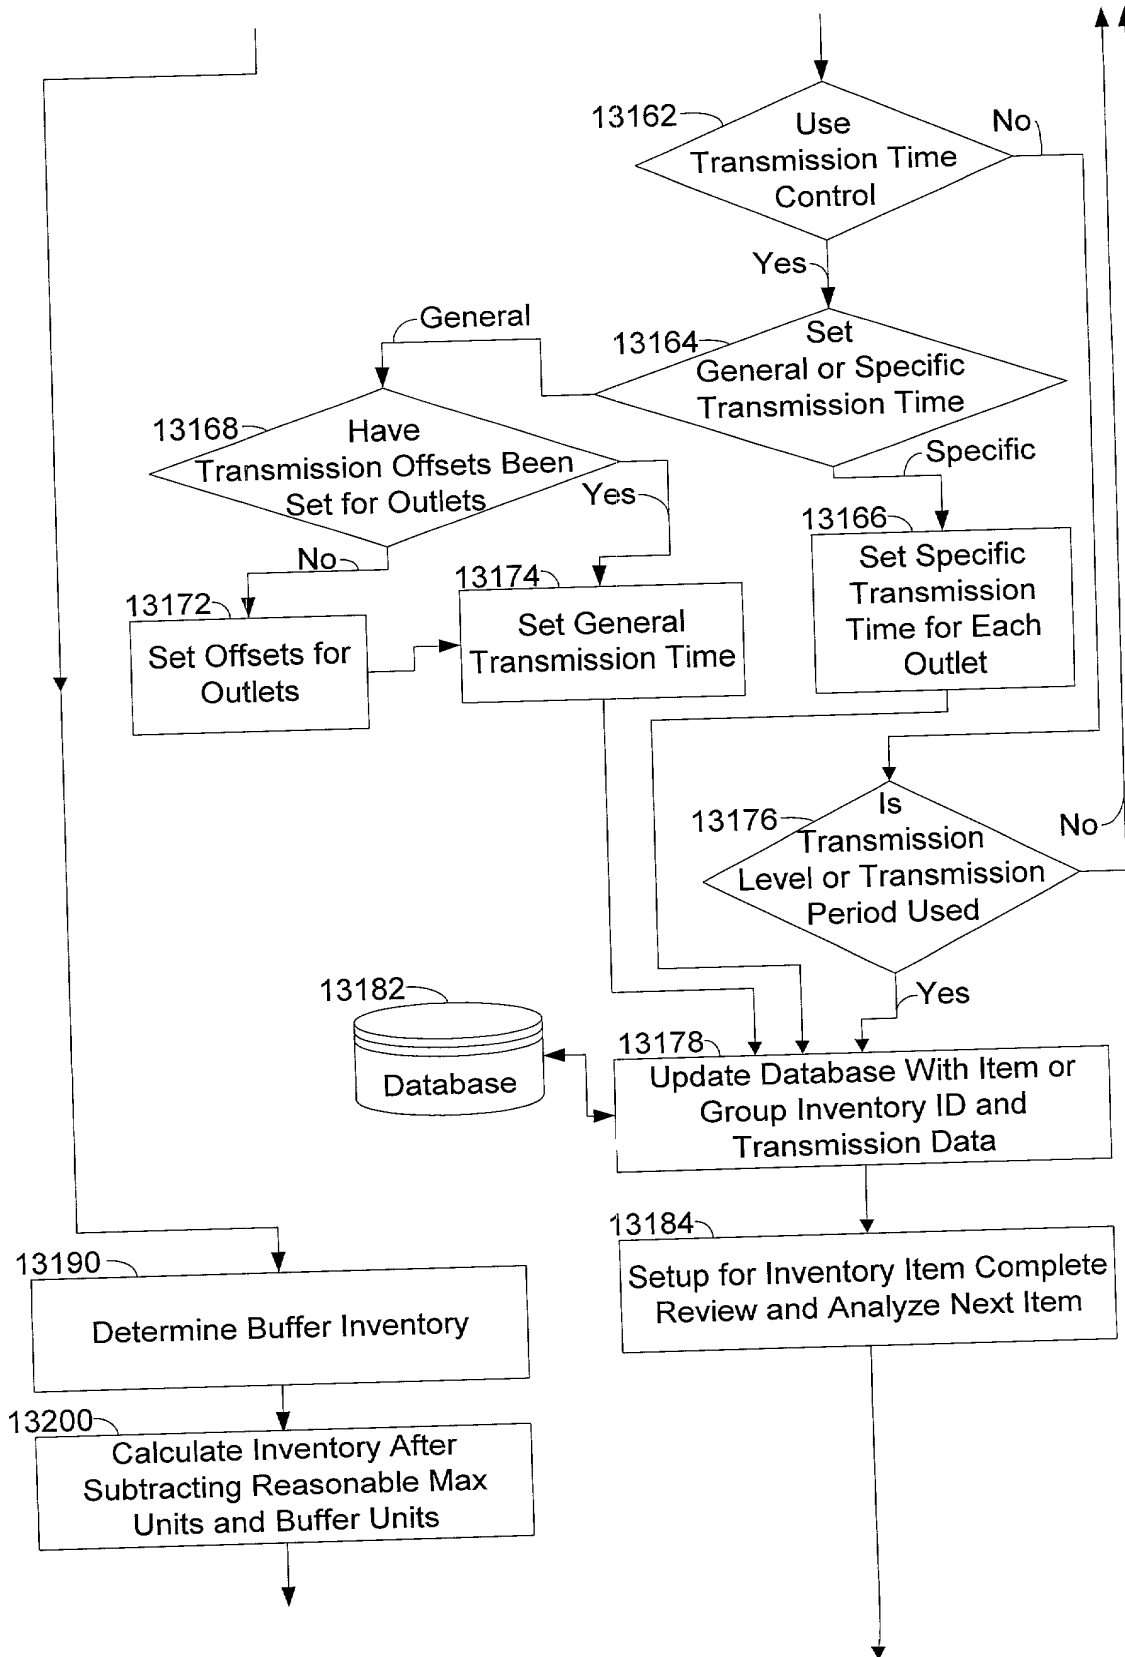 13162
Use
Transmission Time
Control
No
Yes
General
13164
Set
General or Specific
Transmission Time
13168
Have
Transmission Offsets Been
Set for Outlets
Specific
Yes
No
13166
Set Specific
Transmission
Time for Each
Outlet
13174
Set General
Transmission Time
13172
Set Offsets for
Outlets
13176
Is
Transmission
Level or Transmission
Period Used
No
Yes
13182
Database
13178
Update Database With Item or
Group Inventory ID and
Transmission Data
13184
Setup for Inventory Item Complete
Review and Analyze Next Item
13190
Determine Buffer Inventory
13200
Calculate Inventory After
Subtracting Reasonable Max
Units and Buffer Units